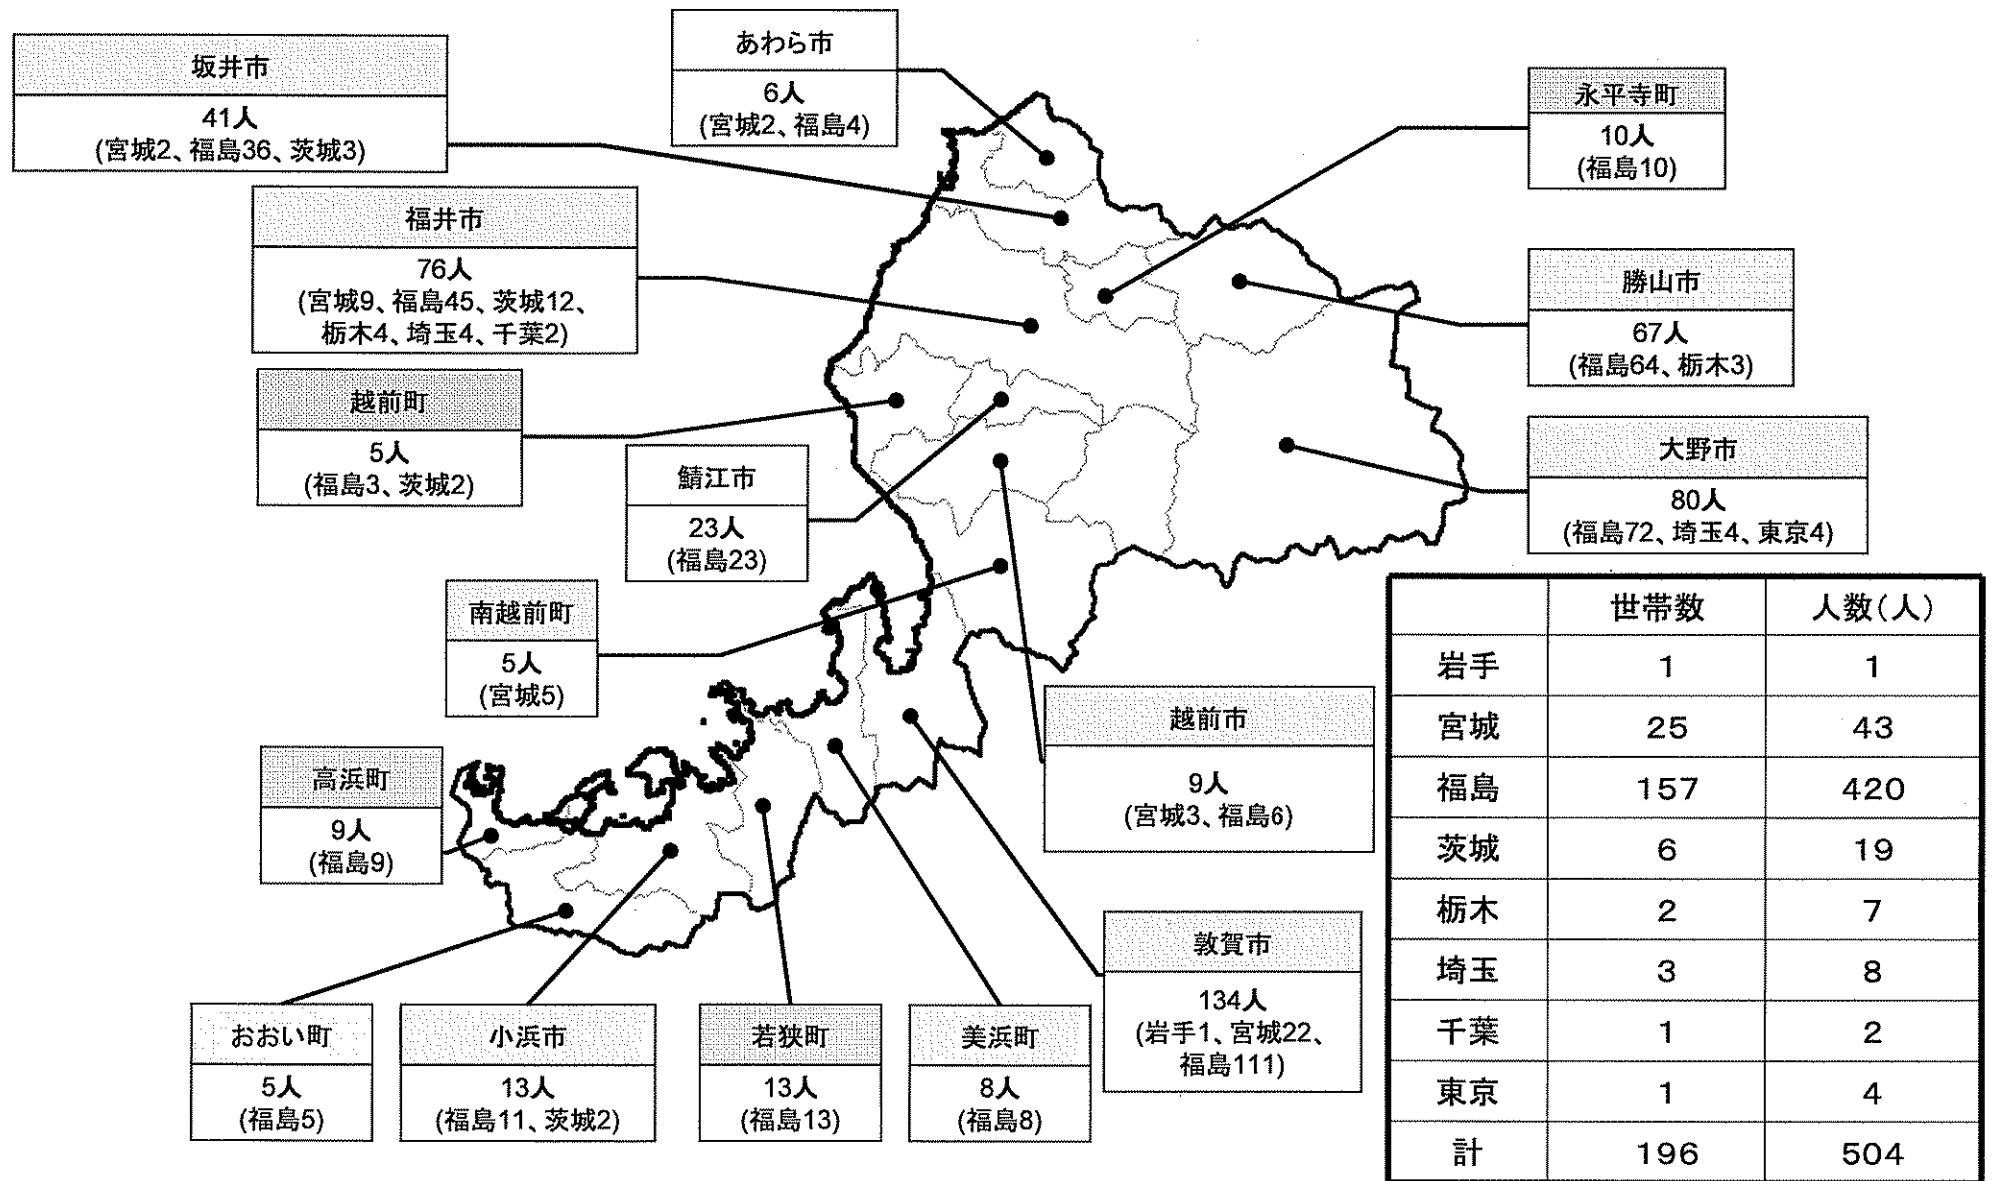 あわら市
6人
(宮城2、福島4)
坂井市
41人
(宮城2、福島36、茨城3)
永平寺町
10人
(福島10)
福井市
76人
(宮城9、福島45、茨城12、
栃木4、埼玉4、千葉2)
勝山市
67人
(福島64、栃木3)
越前町
5人
(福島3、茨城2)
鯖江市
23人
(福島23)
大野市
80人
(福島72、埼玉4、東京4)
南越前町
5人
(宮城5)
越前市
9人
(宮城3、福島6)
高浜町
9人
(福島9)
敦賀市
134人
(岩手1、宮城22、
福島111)
おおい町
5人
(福島5)
小浜市
13人
(福島11、茨城2)
若狭町
13人
(福島13)
美浜町
8人
(福島8)
世帯数 人数(人)
岩手 1 1
宮城 25 43
福島 157 420
茨城 6 19
栃木 2 7
埼玉 3 8
千葉 1 2
東京 1 4
計 196 504